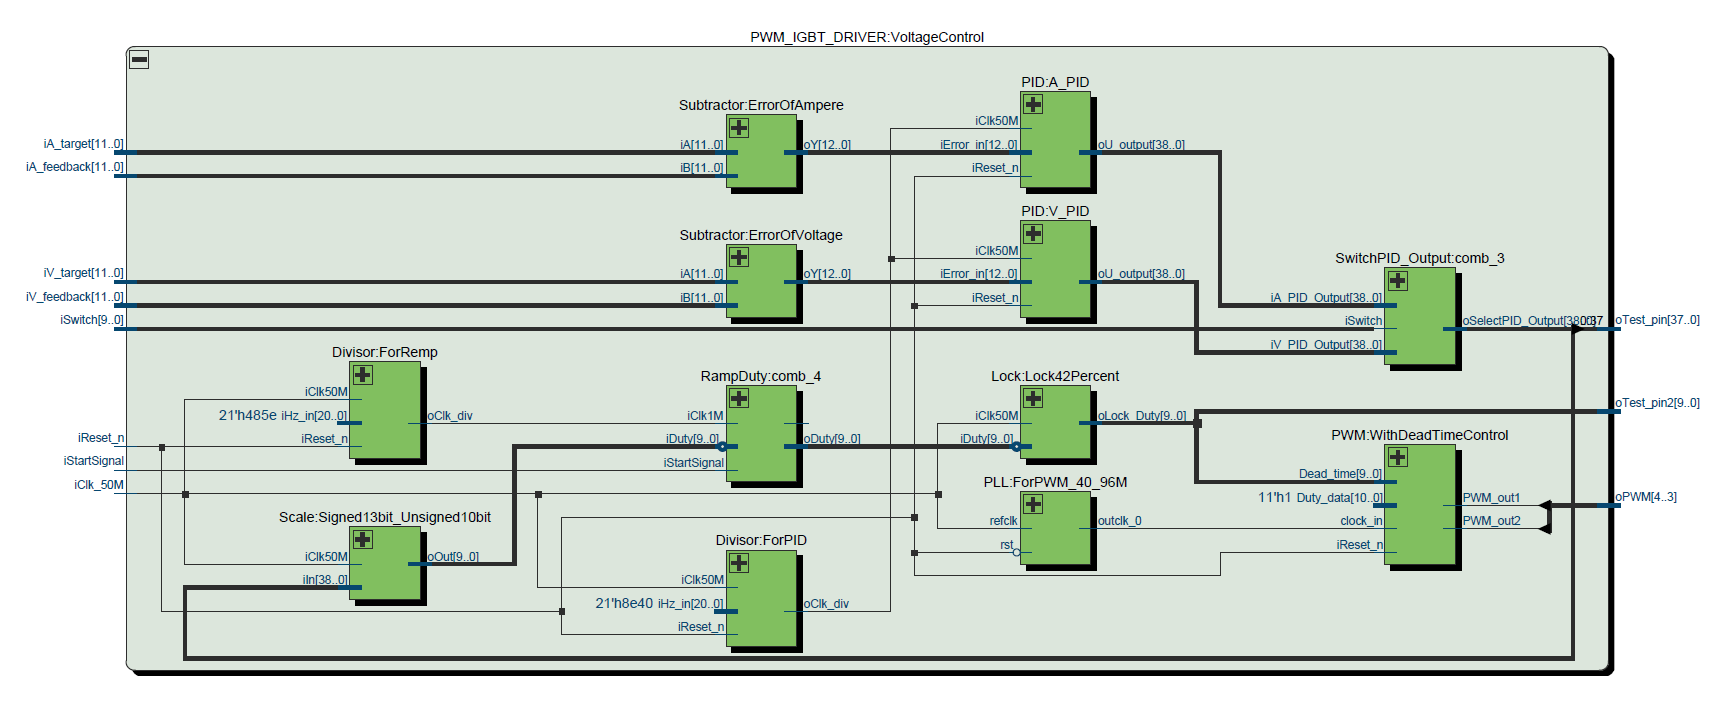 PWM_IGBT_DRIVER:VoltageControl
PID:A_PID
Subtractor:ErrorOfAmpere
iClk50M
iA_target[11..0]
iA[11..0]
oY[12..0]
iError_in[12..0]
oU_output[38..0]
iA_feedback[11..0]
iB[11..0]
iReset_n
PID:V_PID
Subtractor:ErrorOfVoltage
iClk50M
SwitchPID_Output:comb_3
iV_target[11..0]
iA[11..0]
oY[12..0]
iError_in[12..0]
oU_output[38..0]
iV_feedback[11..0]
iB[11..0]
iReset_n
iA_PID_Output[38..0]
iSwitch[9..0]
iSwitch
oSelectPID_Output[38..0]
oTest_pin[37..0]
iV_PID_Output[38..0]
Divisor:ForRemp
RampDuty:comb_4
Lock:Lock42Percent
iClk50M
21'h485e iHz_in[20..0]
oClk_div
iClk1M
iClk50M
oLock_Duty[9..0]
oTest_pin2[9..0]
iReset_n
iReset_n
iDuty[9..0]
oDuty[9..0]
iDuty[9..0]
PWM:WithDeadTimeControl
iStartSignal
iStartSignal
Dead_time[9..0]
iClk_50M
PLL:ForPWM_40_96M
11'h1 Duty_data[10..0]
PWM_out1
oPWM[4..3]
Scale:Signed13bit_Unsigned10bit
refclk
outclk_0
clock_in
PWM_out2
iClk50M
oOut[9..0]
Divisor:ForPID
rst
iReset_n
iIn[38..0]
iClk50M
21'h8e40 iHz_in[20..0]
oClk_div
iReset_n